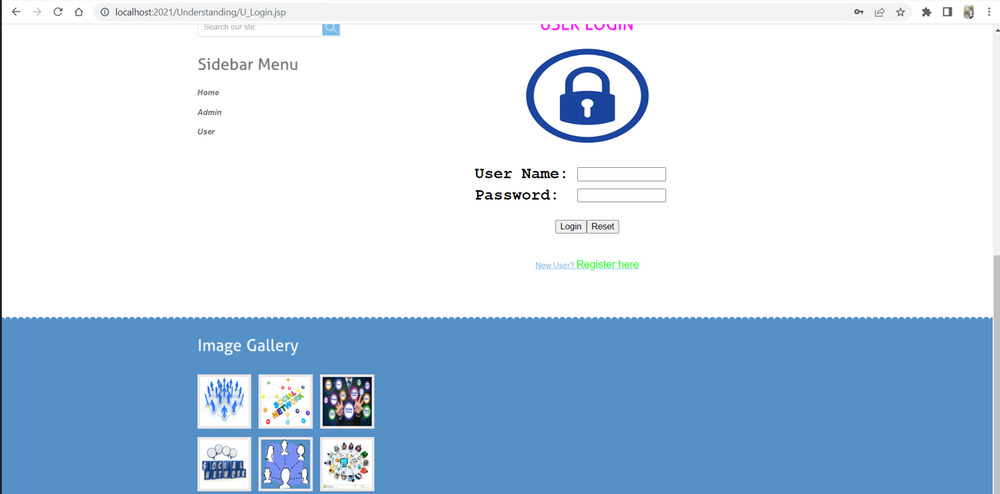 localhost:2021/Understanding/U_Login.jsp
Search our ste:
USER LOGIN
Sidebar Menu
Home
Admin
User
User Name:
Password:
Login Reset
New User? Register here
Image Gallery
SOCIAL
NETWORK
SOCIAL
NETWORK